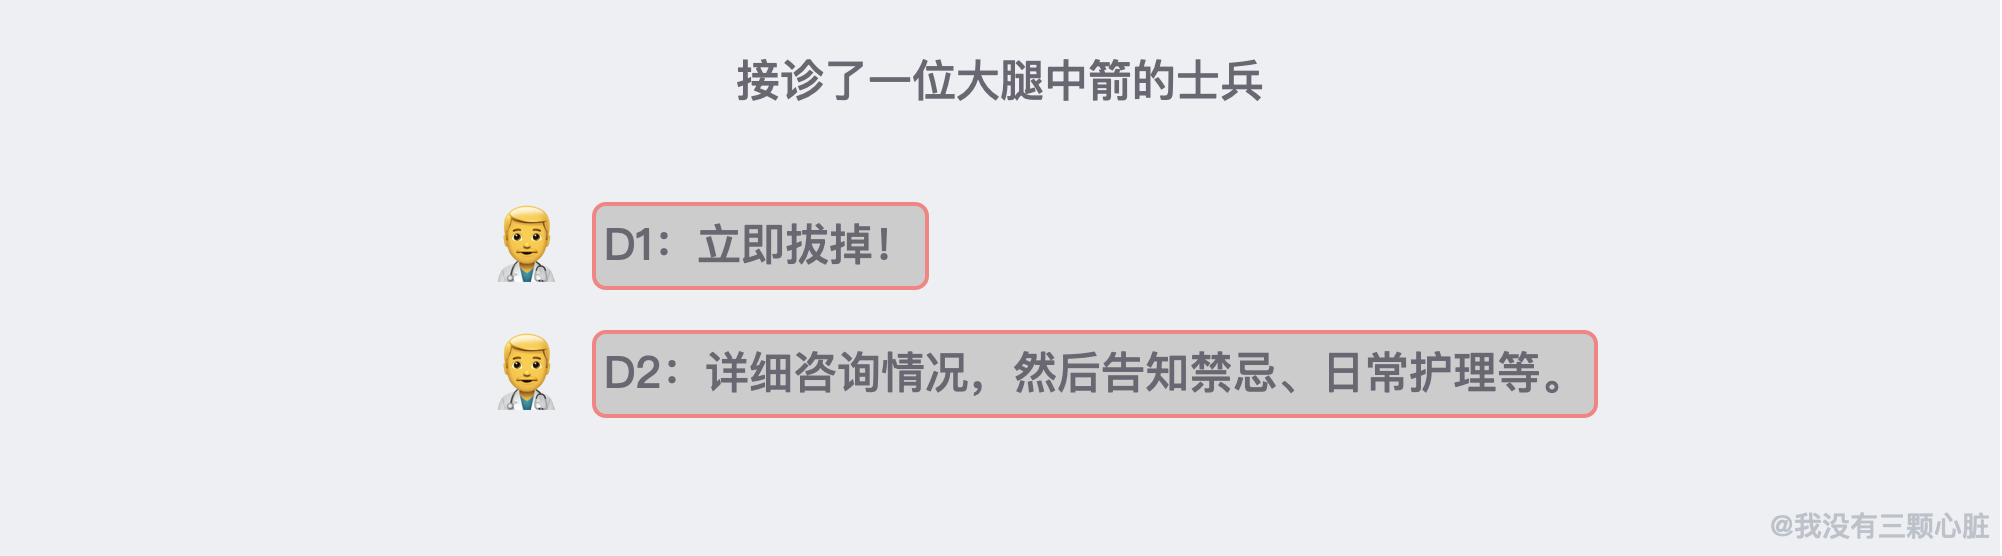 接诊了一位大腿中箭的士兵
D1：立即拔掉！
D2：详细咨询情况，然后告知禁忌、日常护理等。
@我没有三颗心脏